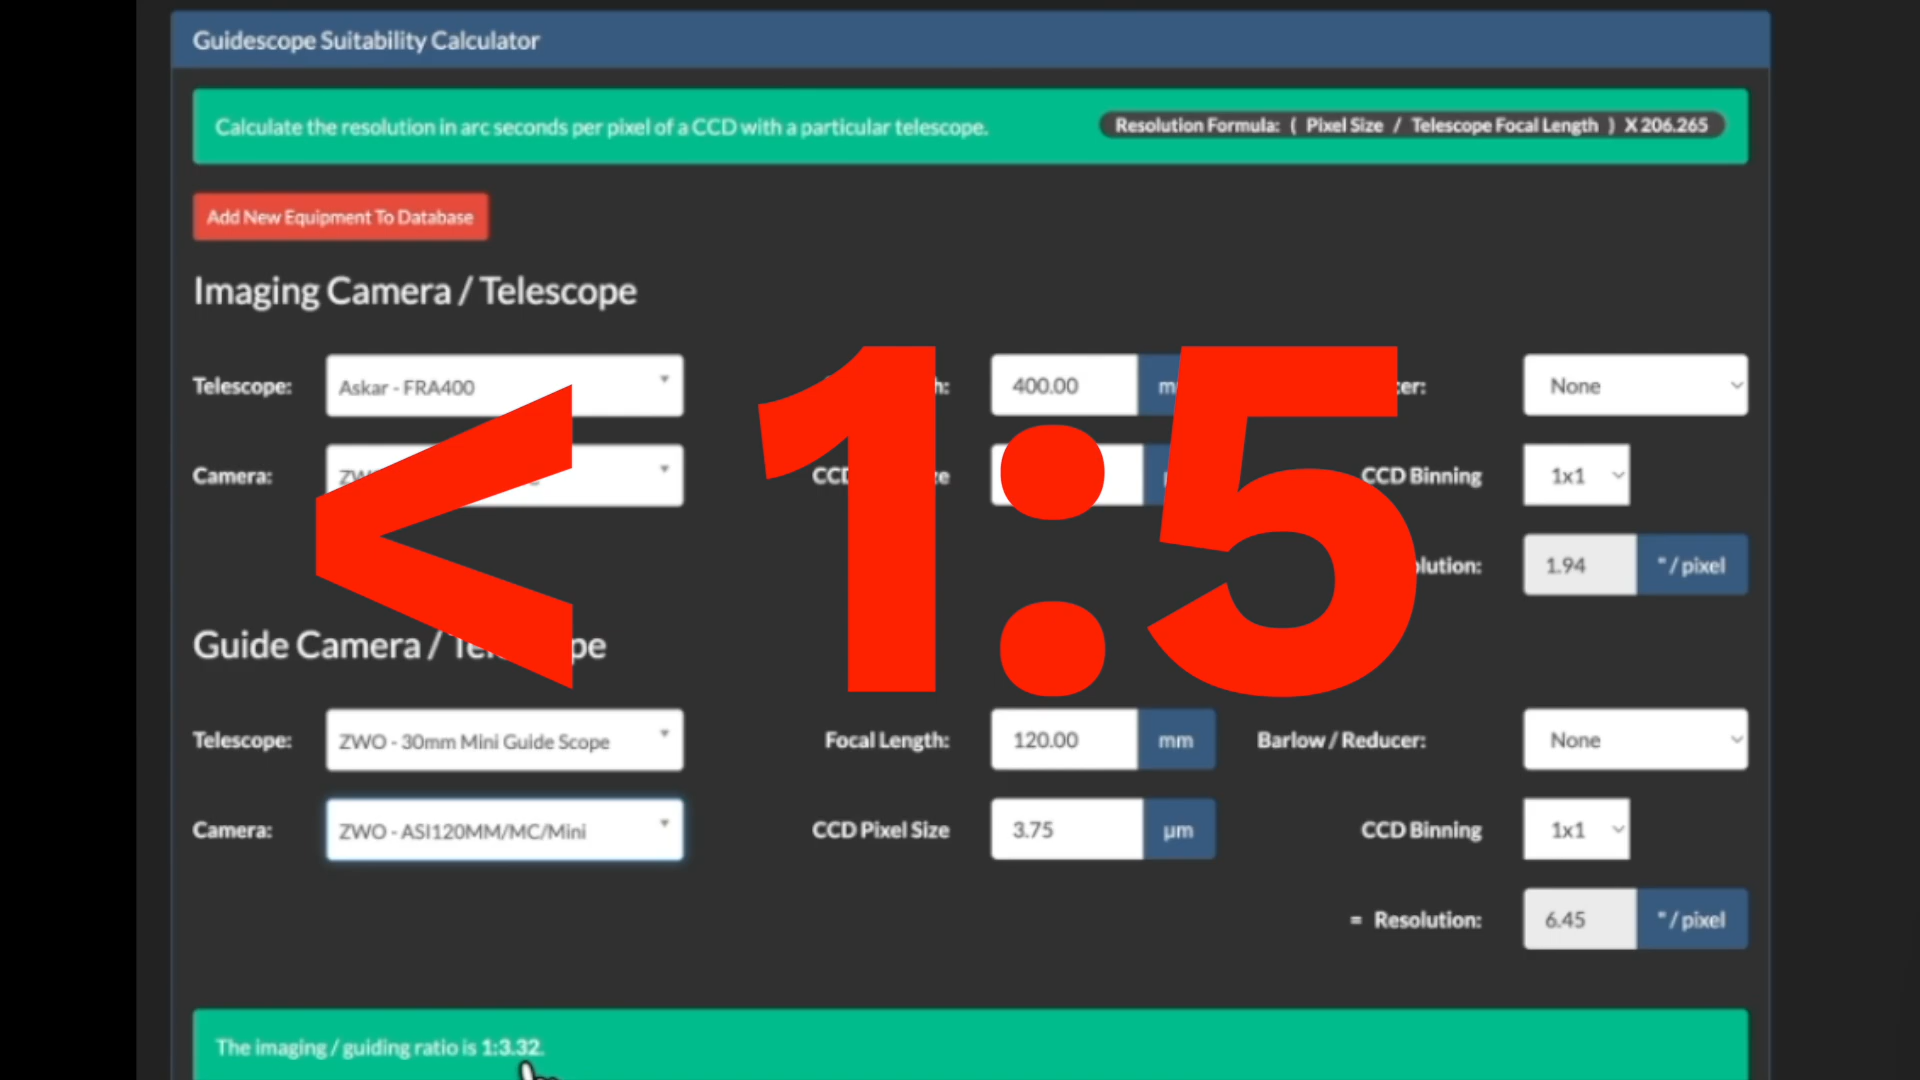 Guidescope Suitability Calculator
Calculate the resolution in arc seconds per pixel of a CCD with a particular telescope.
Resolution Formula: ( Pixel Size / Telescope Focal Length ) X 206.265
Add New Equipment To Database
Imaging Camera / Telescope
Telescope: Askar - FRA400 400.00 None
Camera: CCD Binning 1x1
1.94 " / pixel
< 1:5
Guide Camera /
Telescope: ZWO - 30mm Mini Guide Scope Focal Length: 120.00 mm Barlow / Reducer: None
Camera: ZWO - ASI120MM/MC/Mini CCD Pixel Size 3.75 µm CCD Binning 1x1
= Resolution: 6.45 " / pixel
The imaging / guiding ratio is 1:3.32.